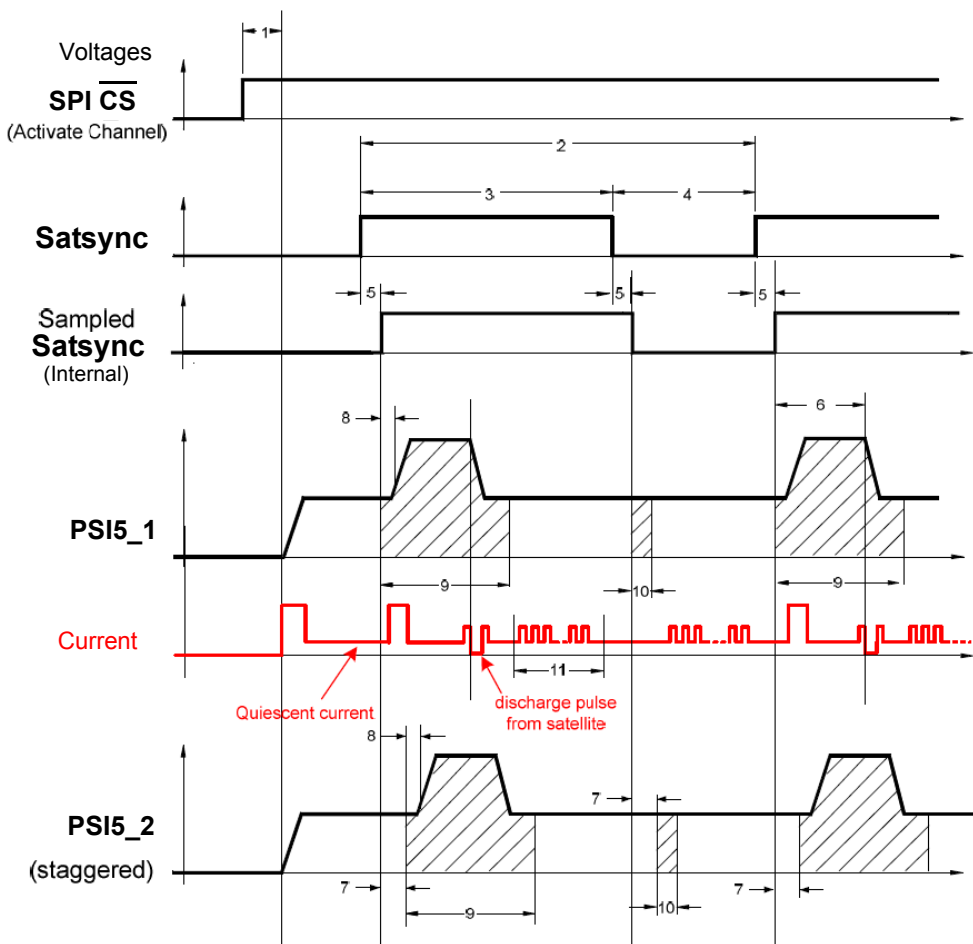 1
Voltages
SPI CS
(Activate Channel)
2
3 4
Satsync
5 5 5
Sampled
Satsync
(Internal)
8 6
PSI5_1
9 10 9
Current
11
Quiescent current
discharge pulse
from satellite
8
7
PSI5_2
(staggered)
7 7
9 10